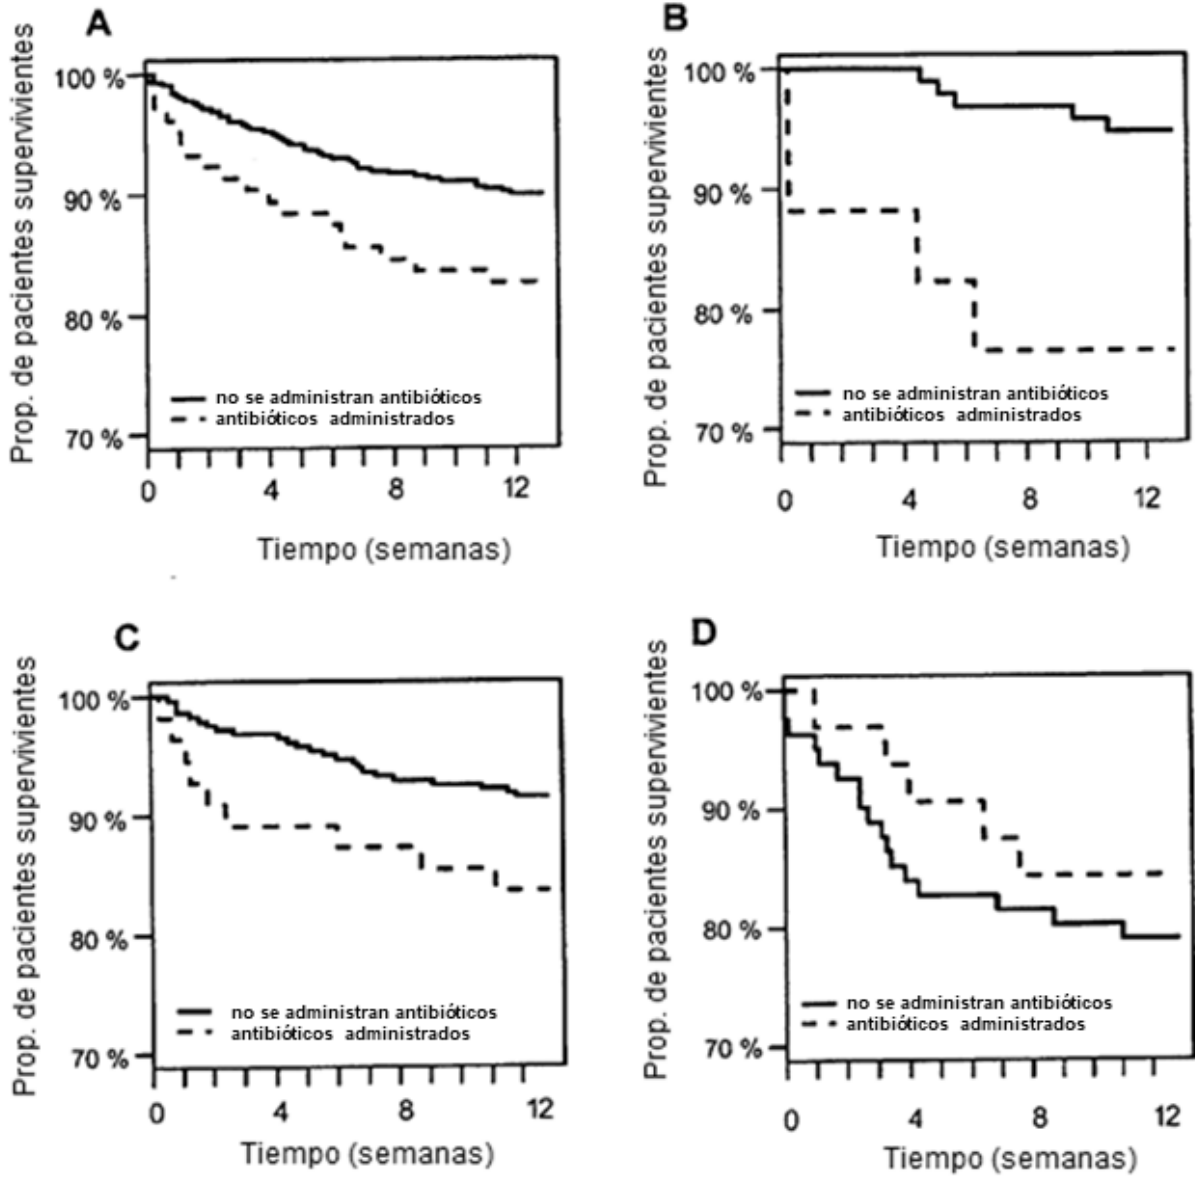 A
Prop. de pacientes supervivientes
100 %
90 %
80 %
70 %
no se administran antibióticos
antibióticos administrados
0 4 8 12
Tiempo (semanas)
B
Prop. de pacientes supervivientes
100 %
90 %
80 %
70 %
no se administran antibióticos
antibióticos administrados
0 4 8 12
Tiempo (semanas)
C
Prop. de pacientes supervivientes
100 %
90 %
80 %
70 %
no se administran antibióticos
antibióticos administrados
0 4 8 12
Tiempo (semanas)
D
Prop. de pacientes supervivientes
100 %
90 %
80 %
70 %
no se administran antibióticos
antibióticos administrados
0 4 8 12
Tiempo (semanas)